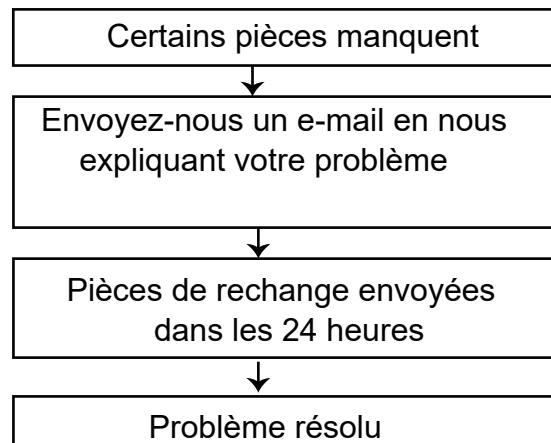 Certains pièces manquent
Envoyez-nous un e-mail en nous
expliquant votre problème
Pièces de rechange envoyées
dans les 24 heures
Problème résolu